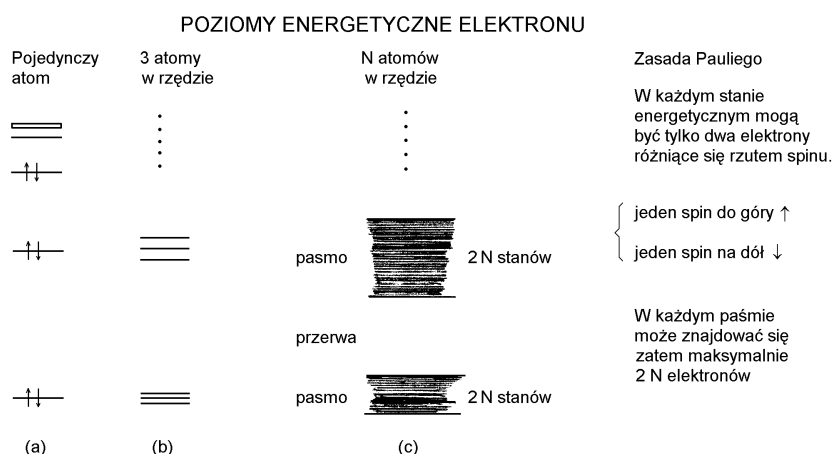 POZIOMY ENERGETYCZNE ELEKTRONU
Pojedynczy
atom
3 atomy
w rzędzie
N atomów
w rzędzie
Zasada Pauliego
W każdym stanie
energetycznym mogą
być tylko dwa elektrony
różniące się rzutem spinu.
jeden spin do góry ↑
jeden spin na dół ↓
pasmo
2 N stanów
przerwa
W każdym paśmie
może znajdować się
zatem maksymalnie
2 N elektronów
pasmo
2 N stanów
(a)
(b)
(c)